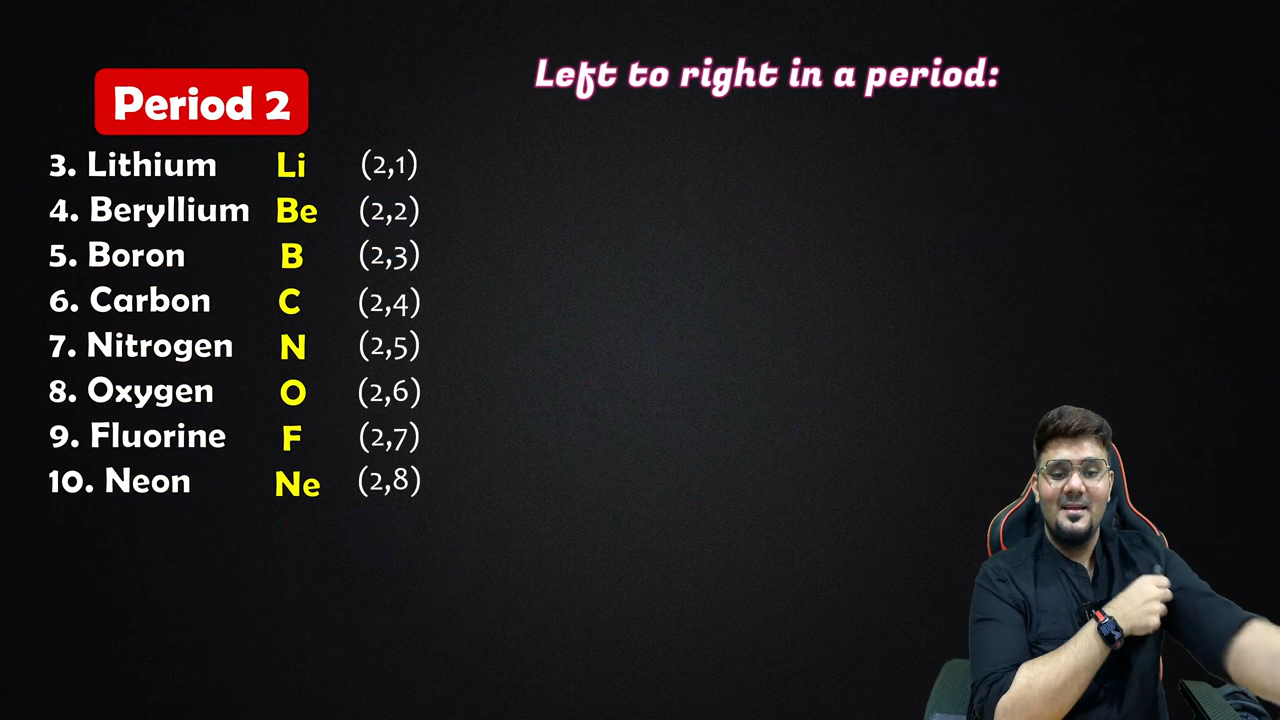 Left to right in a period:
Period 2
3. Lithium Li (2,1)
4. Beryllium Be (2,2)
5. Boron B (2,3)
6. Carbon C (2,4)
7. Nitrogen N (2,5)
8. Oxygen O (2,6)
9. Fluorine F (2,7)
10. Neon Ne (2,8)